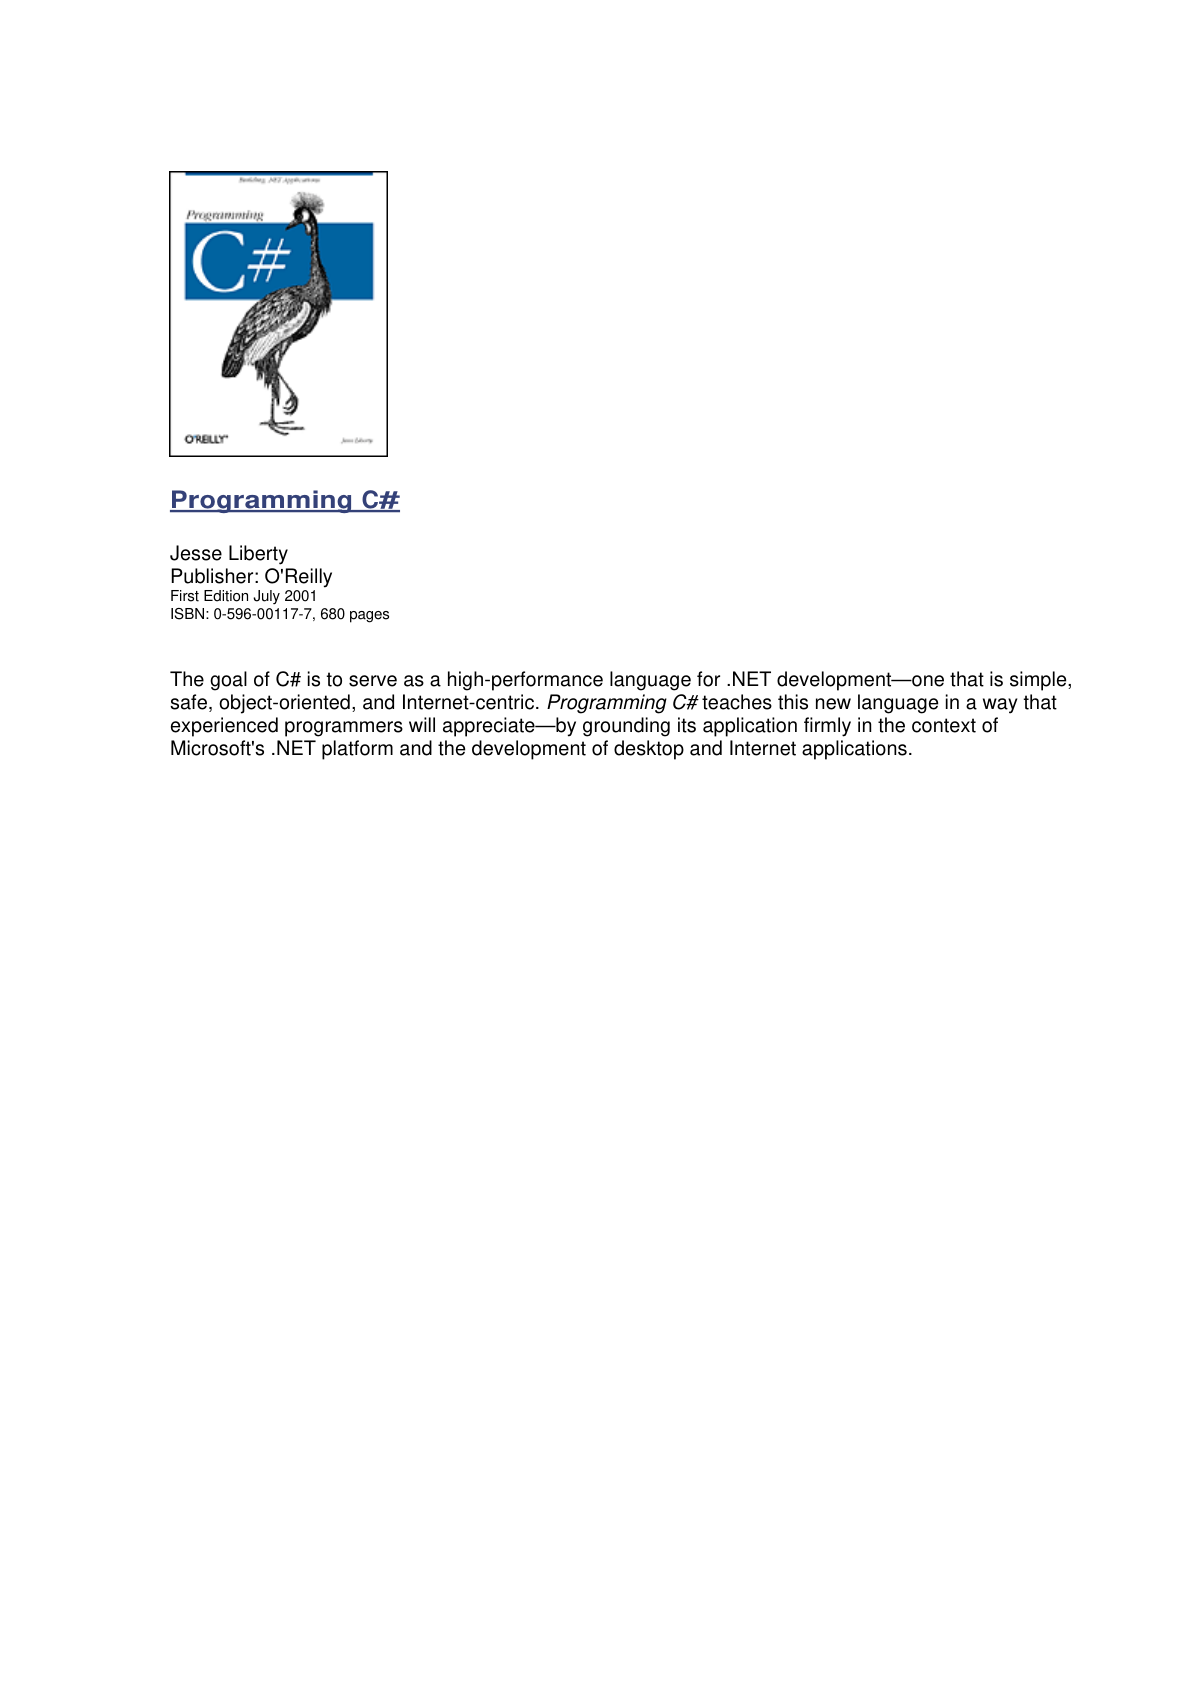 Building .NET Applications
Programming
C#
O'REILLY®
Jesse Liberty
Programming C#
Jesse Liberty
Publisher: O'Reilly
First Edition July 2001
ISBN: 0-596-00117-7, 680 pages
The goal of C# is to serve as a high-performance language for .NET development—one that is simple,
safe, object-oriented, and Internet-centric. Programming C# teaches this new language in a way that
experienced programmers will appreciate—by grounding its application firmly in the context of
Microsoft's .NET platform and the development of desktop and Internet applications.